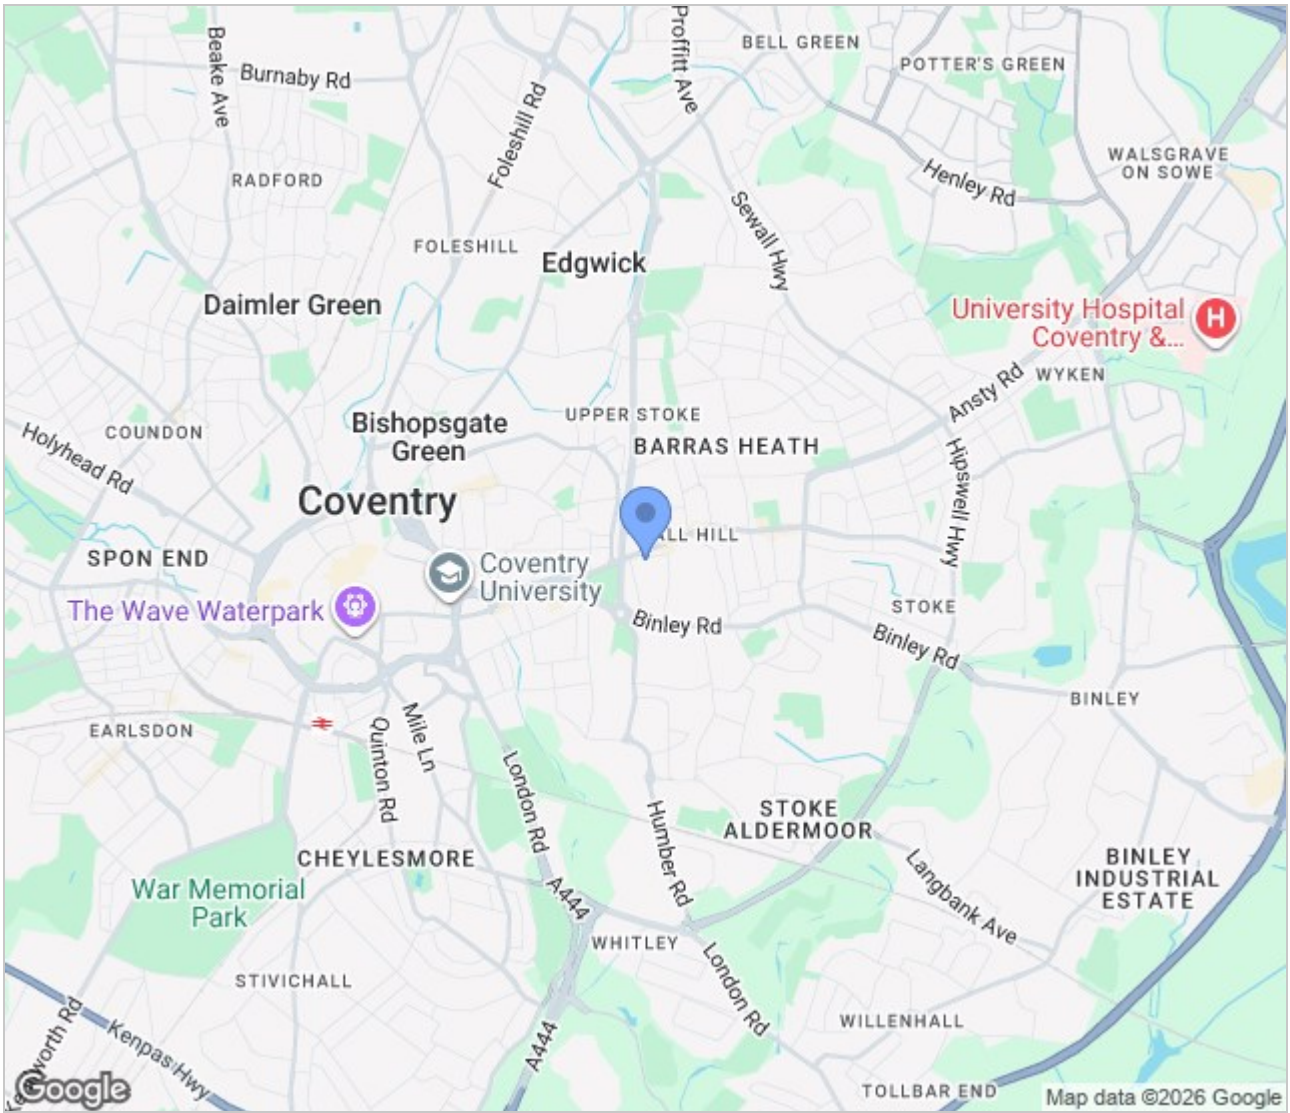 Proffitt Ave
BELL GREEN
Beake Ave
POTTER'S GREEN
Burnaby Rd
Foleshill Rd
WALSGRAVE
ON SOWE
Henley Rd
RADFORD
Sewall Hwy
FOLESHILL
Edgwick
Daimler Green
University Hospital
Coventry &...
H
WYKEN
Ansty Rd
UPPER STOKE
Bishopsgate
Green
COUNDON
BARRAS HEATH
Holyhead Rd
Hipswell Hwy
Coventry
ALL HILL
SPON END
Coventry
University
The Wave Waterpark
STOKE
Binley Rd
Binley Rd
BINLEY
EARLSDON
Mile Ln
Quinton Rd
London Rd
STOKE
ALDERMOOR
Humber Rd
CHEYLESMORE
BINLEY
INDUSTRIAL
ESTATE
Langbank Ave
War Memorial
Park
A444
WHITLEY
London Rd
STIVICHALL
WILLENHALL
Kenpas Hwy
A444
TOLLBAR END
Google
Map data ©2026 Google